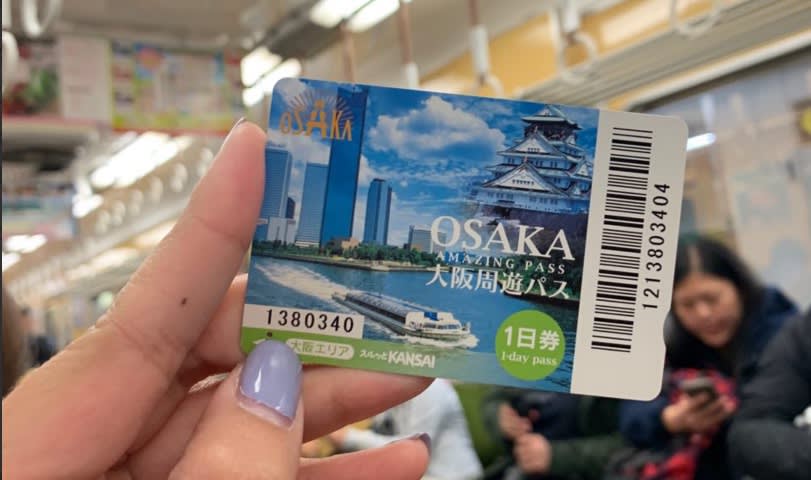 OSAKA
OSAKA
AMAZING PASS
大阪周遊パス
1380340
大阪エリア
スルッとKANSAI
1日券
1-day pass
1213803404